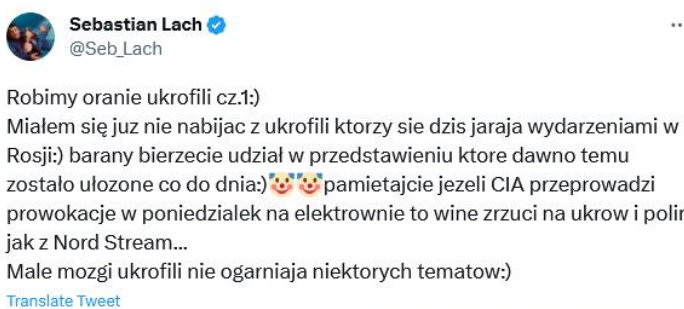 Sebastian Lach
@Seb_Lach
Robimy oranie ukrofili cz.1:)
Miałem się juz nie nabijac z ukrofili ktorzy sie dzis jaraja wydarzeniami w
Rosji:) barany bierzecie udział w przedstawieniu ktore dawno temu
zostało ułozone co do dnia:)🤡🤡pamietajcie jezeli CIA przeprowadzi
prowokacje w poniedzialek na elektrownie to wine zrzuci na ukrow i
jak z Nord Stream...
Male mozgi ukrofili nie ogarniaja niektorych tematow:)
Translate Tweet